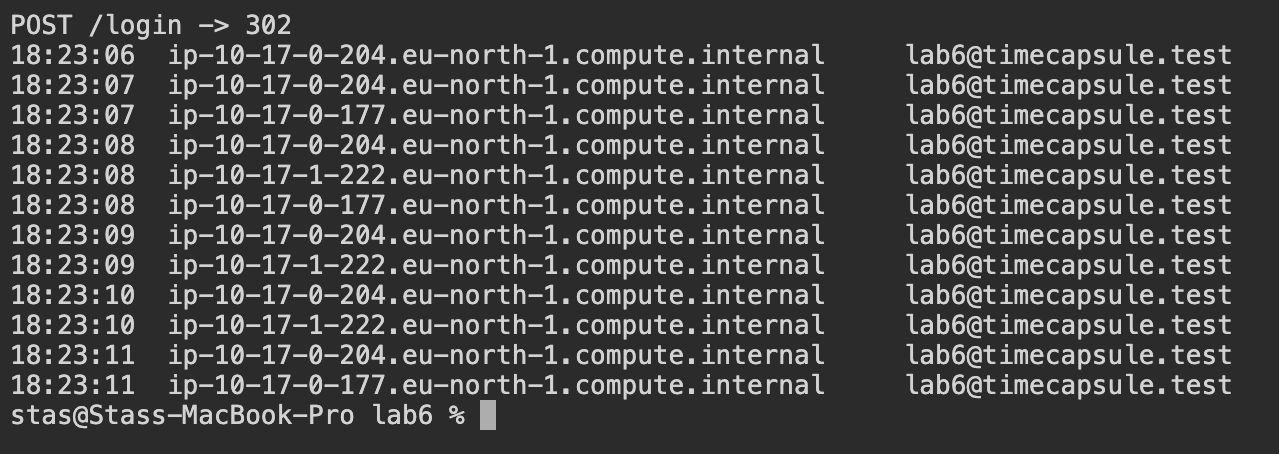 POST /login -> 302
18:23:06  ip-10-17-0-204.eu-north-1.compute.internal     lab6@timecapsule.test
18:23:07  ip-10-17-0-204.eu-north-1.compute.internal     lab6@timecapsule.test
18:23:07  ip-10-17-0-177.eu-north-1.compute.internal     lab6@timecapsule.test
18:23:08  ip-10-17-0-204.eu-north-1.compute.internal     lab6@timecapsule.test
18:23:08  ip-10-17-1-222.eu-north-1.compute.internal     lab6@timecapsule.test
18:23:08  ip-10-17-0-177.eu-north-1.compute.internal     lab6@timecapsule.test
18:23:09  ip-10-17-0-204.eu-north-1.compute.internal     lab6@timecapsule.test
18:23:09  ip-10-17-1-222.eu-north-1.compute.internal     lab6@timecapsule.test
18:23:10  ip-10-17-0-204.eu-north-1.compute.internal     lab6@timecapsule.test
18:23:10  ip-10-17-1-222.eu-north-1.compute.internal     lab6@timecapsule.test
18:23:11  ip-10-17-0-204.eu-north-1.compute.internal     lab6@timecapsule.test
18:23:11  ip-10-17-0-177.eu-north-1.compute.internal     lab6@timecapsule.test
stas@Stass-MacBook-Pro lab6 %